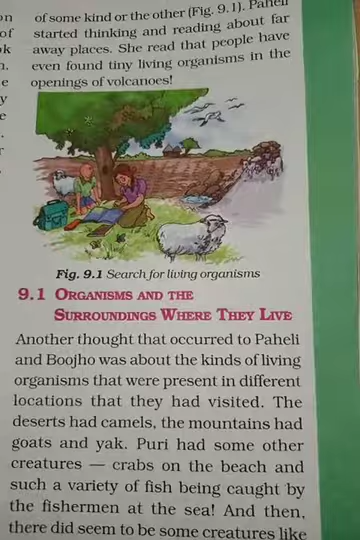 on
of
ok
n.
e
y
e
.
r
,
of some kind or the other (Fig. 9.1). Paheli
started thinking and reading about far
away places. She read that people have
even found tiny living organisms in the
openings of volcanoes!
Fig. 9.1 Search for living organisms
9.1 ORGANISMS AND THE
SURROUNDINGS WHERE THEY LIVE
Another thought that occurred to Paheli
and Boojho was about the kinds of living
organisms that were present in different
locations that they had visited. The
deserts had camels, the mountains had
goats and yak. Puri had some other
creatures — crabs on the beach and
such a variety of fish being caught by
the fishermen at the sea! And then,
there did seem to be some creatures like